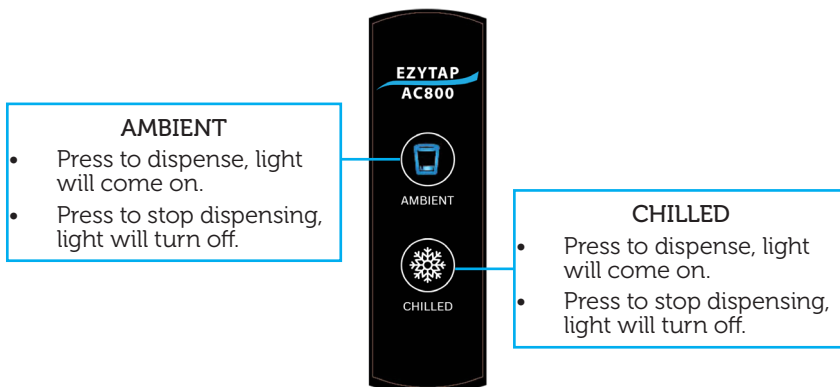 EZYTAP
AC800
AMBIENT
• Press to dispense, light
will come on.
• Press to stop dispensing,
light will turn off.
AMBIENT
CHILLED
• Press to dispense, light
will come on.
• Press to stop dispensing,
light will turn off.
CHILLED